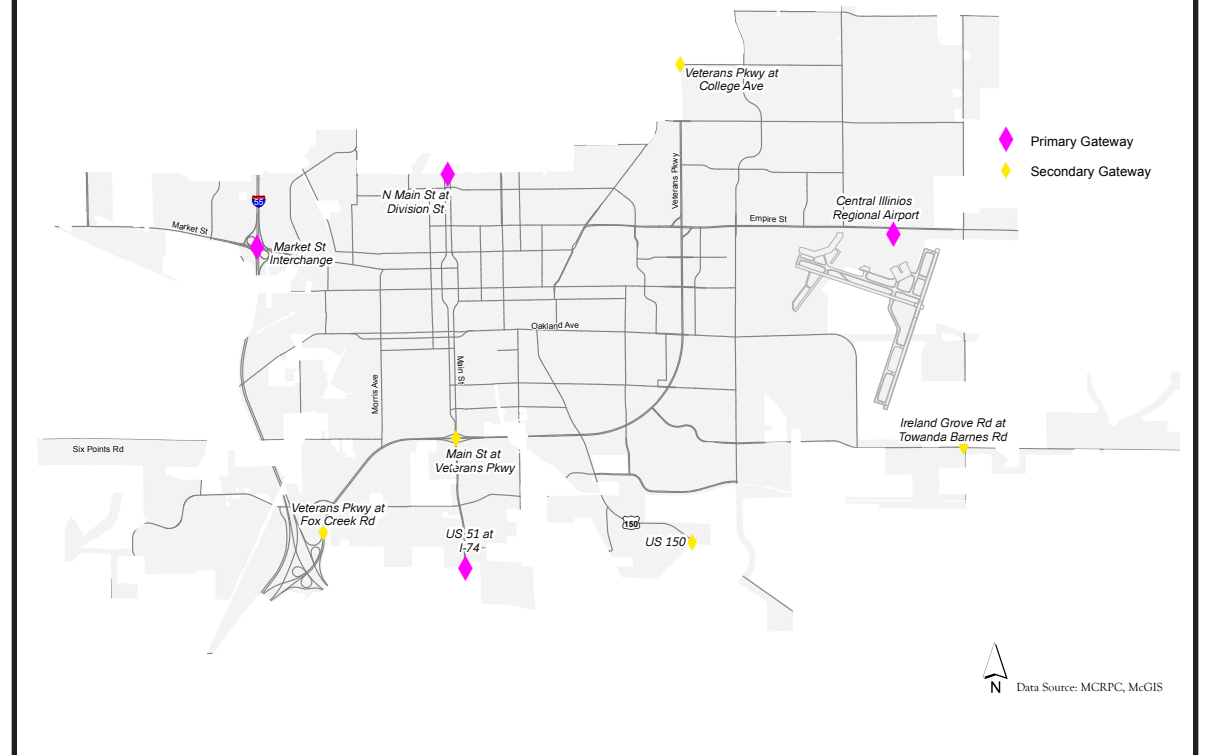 Veterans Pkwy at
College Ave
Primary Gateway
Secondary Gateway
Veterans Pkwy
N Main St at
Division St
55
Central Illinios
Regional Airport
Empire St
Market St
Market St
Interchange
Oakland Ave
Main St
Morris Ave
Ireland Grove Rd at
Towanda Barnes Rd
Six Points Rd
Main St at
Veterans Pkwy
Veterans Pkwy at
Fox Creek Rd
US 51 at
I-74
150
US 150
N
Data Source: MCRPC, McGIS